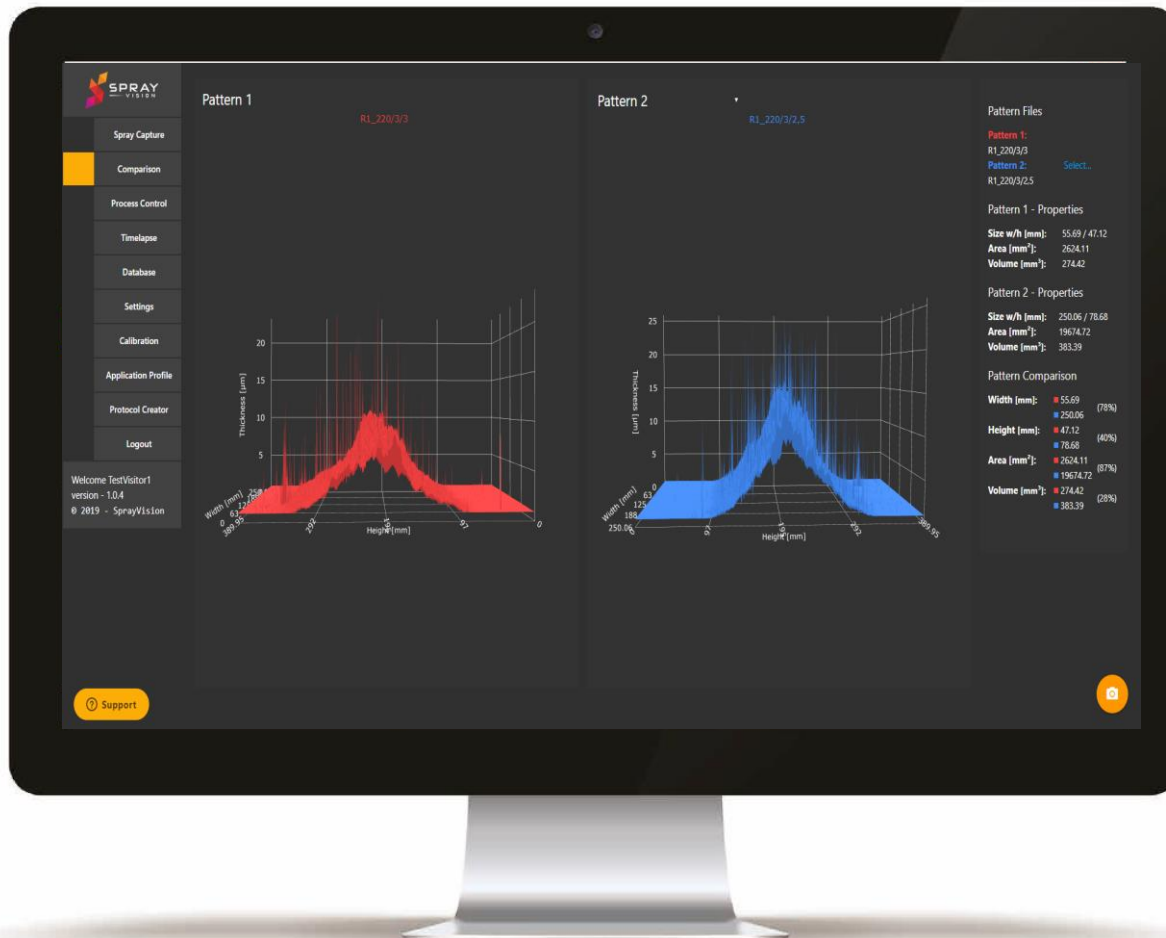 SPRAY
VISION
Spray Capture
Comparison
Process Control
Timelapse
Database
Settings
Calibration
Application Profile
Protocol Creator
Logout
Welcome TestVisitor1
version - 1.0.4
© 2019 - SprayVision
Support
Pattern 1
R1_220/3/3
20
15
10
5
Thickness [µm]
Width [mm]
63
0
389.95
292
97
0
Height [mm]
Pattern 2
R1_220/3/2,5
25
20
15
10
5
0
Thickness [µm]
Width [mm]
63
125
188
250.06
0
97
292
389.95
Height [mm]
Pattern Files
Pattern 1:
R1_220/3/3
Pattern 2: Select...
R1_220/3/2.5
Pattern 1 - Properties
Size w/h [mm]: 55.69 / 47.12
Area [mm²]: 2624.11
Volume [mm³]: 274.42
Pattern 2 - Properties
Size w/h [mm]: 250.06 / 78.68
Area [mm²]: 19674.72
Volume [mm³]: 383.39
Pattern Comparison
Width [mm]: 55.69
250.06 (78%)
Height [mm]: 47.12
78.68 (40%)
Area [mm²]: 2624.11
19674.72 (87%)
Volume [mm³]: 274.42
383.39 (28%)